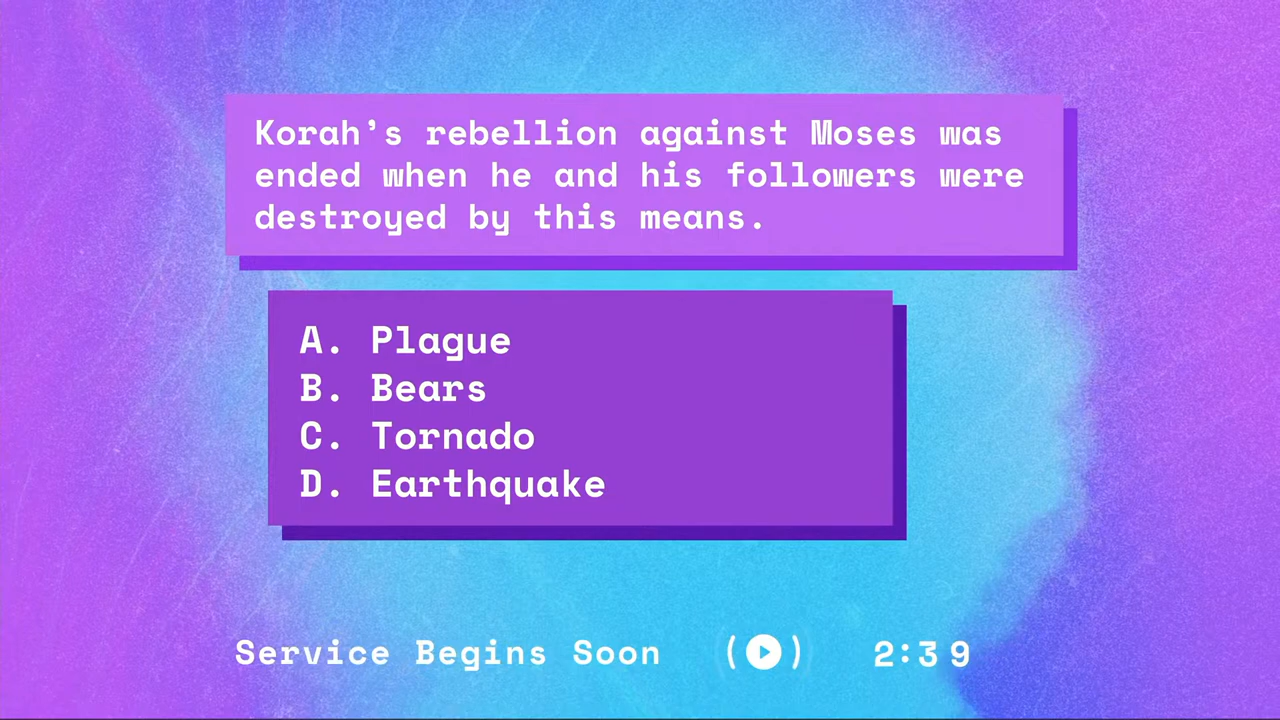 Korah’s rebellion against Moses was
ended when he and his followers were
destroyed by this means.
A. Plague
B. Bears
C. Tornado
D. Earthquake
Service Begins Soon 2:39